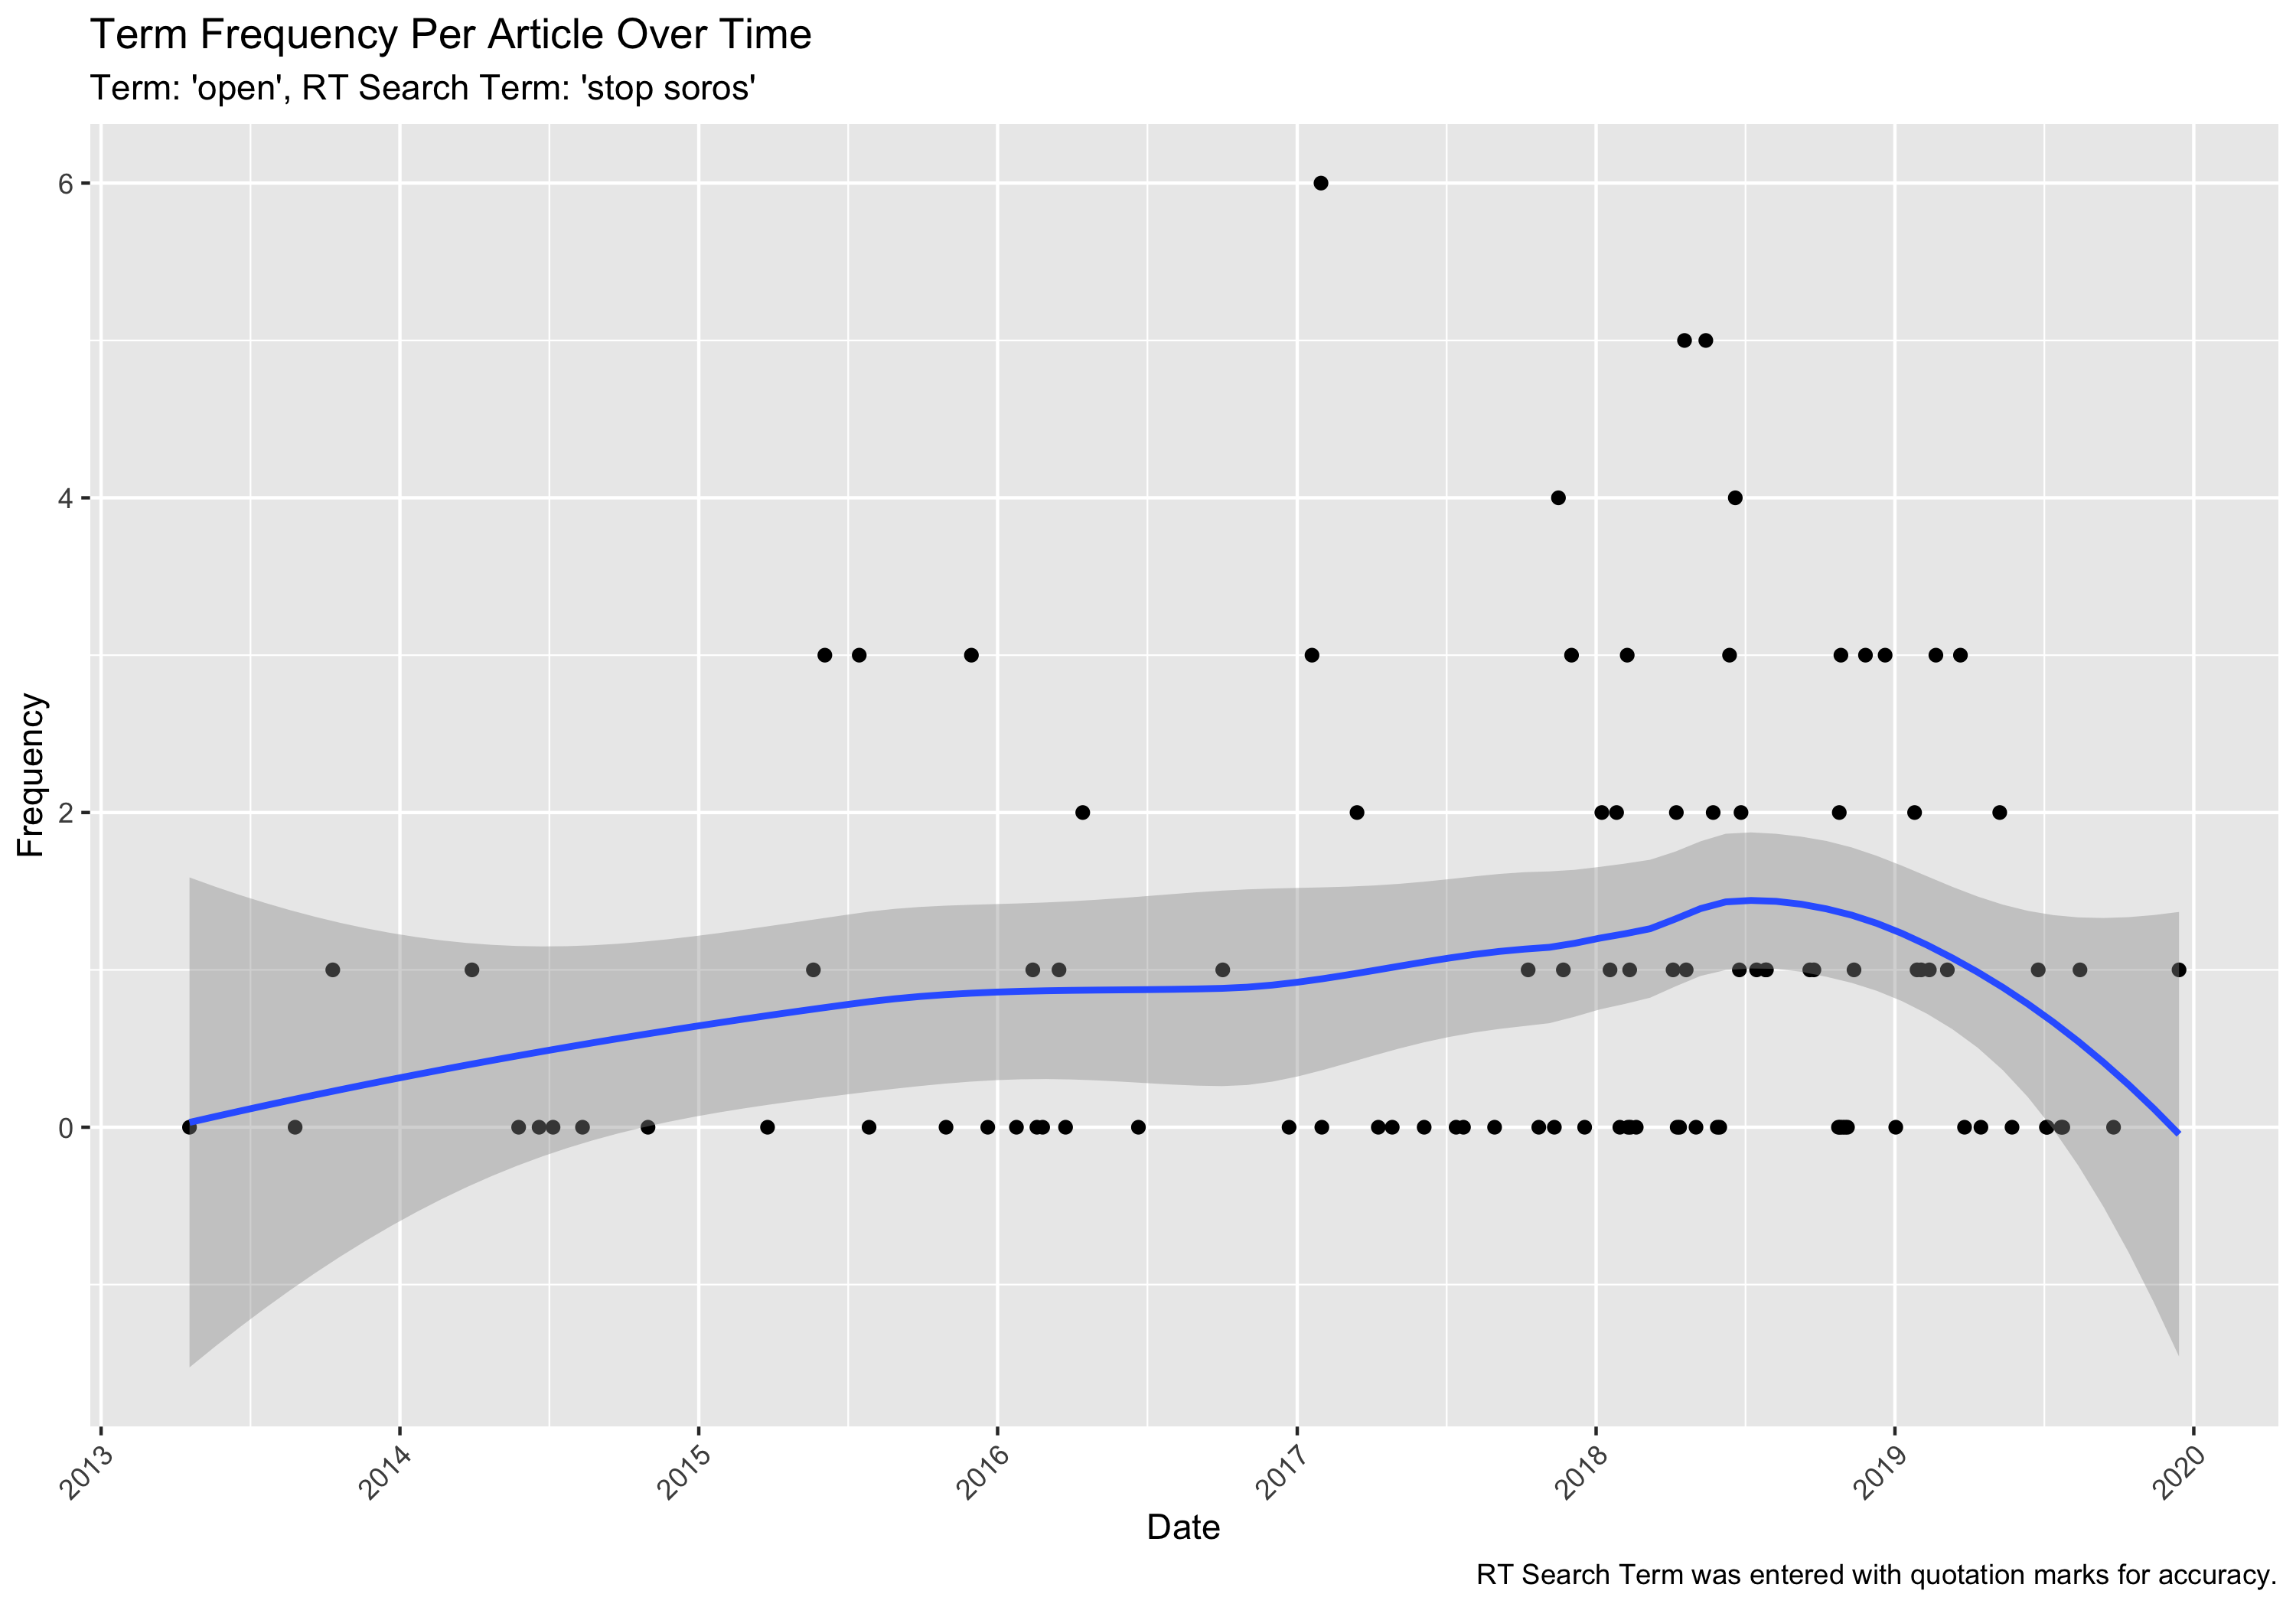 Term Frequency Per Article Over Time
Term: 'open', RT Search Term: 'stop soros'
6
4
2
0
Frequency
2013
2014
2015
2016
2017
2018
2019
2020
Date
RT Search Term was entered with quotation marks for accuracy.